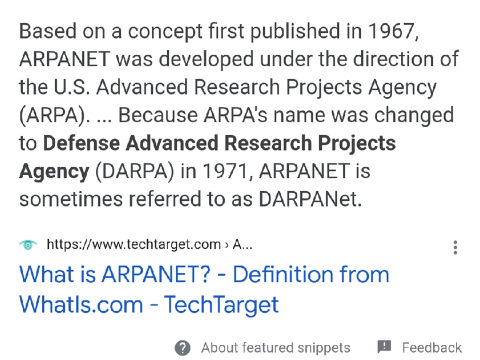 Based on a concept first published in 1967,
ARPANET was developed under the direction of
the U.S. Advanced Research Projects Agency
(ARPA). ... Because ARPA's name was changed
to Defense Advanced Research Projects
Agency (DARPA) in 1971, ARPANET is
sometimes referred to as DARPANet.
https://www.techtarget.com › A...
What is ARPANET? - Definition from
WhatIs.com - TechTarget
About featured snippets Feedback